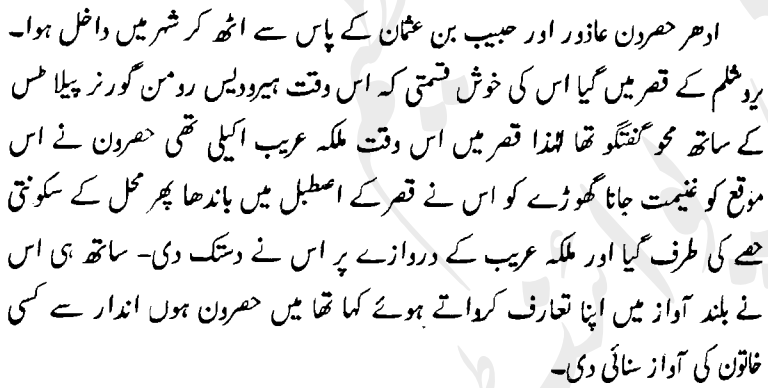 ادھر حصرون عاذور اور حبیب بن عثمان کے پاس سے اٹھ کر شہر میں داخل ہوا۔
یروشلم کے قصر میں گیا اس کی خوش قسمتی کہ اس وقت ہیرودیس رومن گورنر پیلاطس
کے ساتھ محو گفتگو تھا لہٰذا قصر میں اس وقت ملکہ عریب اکیلی تھی حصرون نے اس
موقع کو غنیمت جانا گھوڑے کو اس نے قصر کے اصطبل میں باندھا پھر محل کے سکونتی
حصے کی طرف گیا اور ملکہ عریب کے دروازے پر اس نے دستک دی- ساتھ ہی اس
نے بلند آواز میں اپنا تعارف کرواتے ہوئے کہا تھا میں حصرون ہوں اندار سے کسی
خاتون کی آواز سنائی دی۔